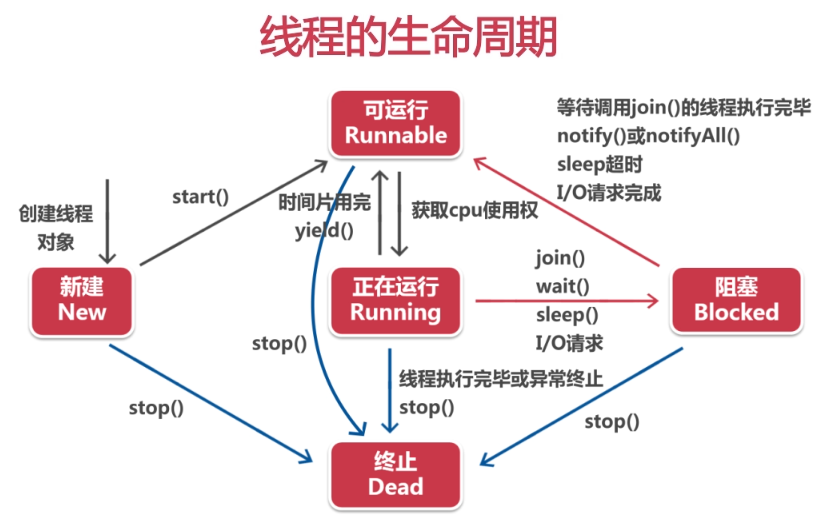 线程的生命周期
可运行
Runnable
等待调用join()的线程执行完毕
notify()或notifyAll()
sleep超时
I/O请求完成
start()
时间片用完
yield()
获取cpu使用权
创建线程
对象
新建
New
正在运行
Running
join()
wait()
sleep()
I/O请求
阻塞
Blocked
stop()
线程执行完毕或异常终止
stop()
stop()
stop()
终止
Dead